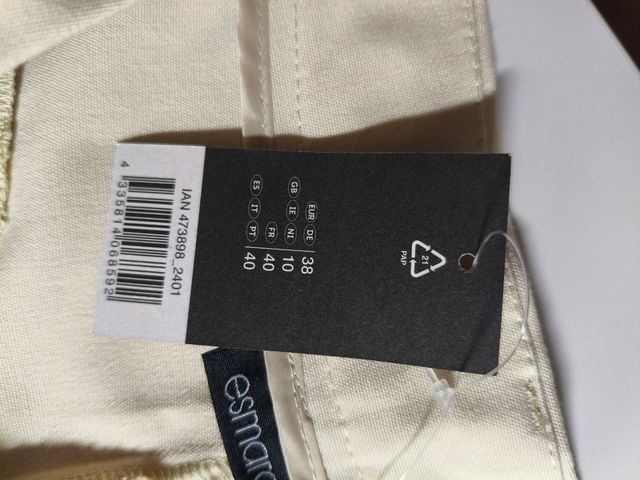 21
PAP
EUR DE 38
GB IE NI 10
FR 40
ES IT PT 40
IAN 473898_2401
4 335814 068592
esmara